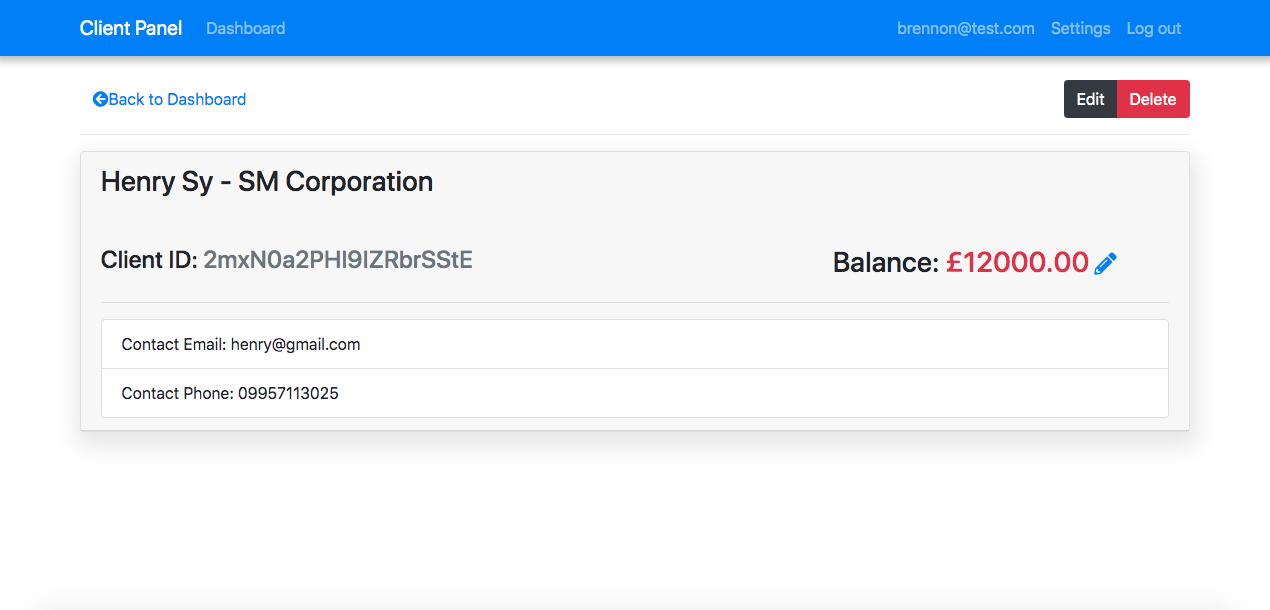 Client Panel Dashboard brennon@test.com Settings Log out
Back to Dashboard Edit Delete
Henry Sy - SM Corporation
Client ID: 2mxN0a2PHI9IZRbrSStE Balance: £12000.00
Contact Email: henry@gmail.com
Contact Phone: 09957113025